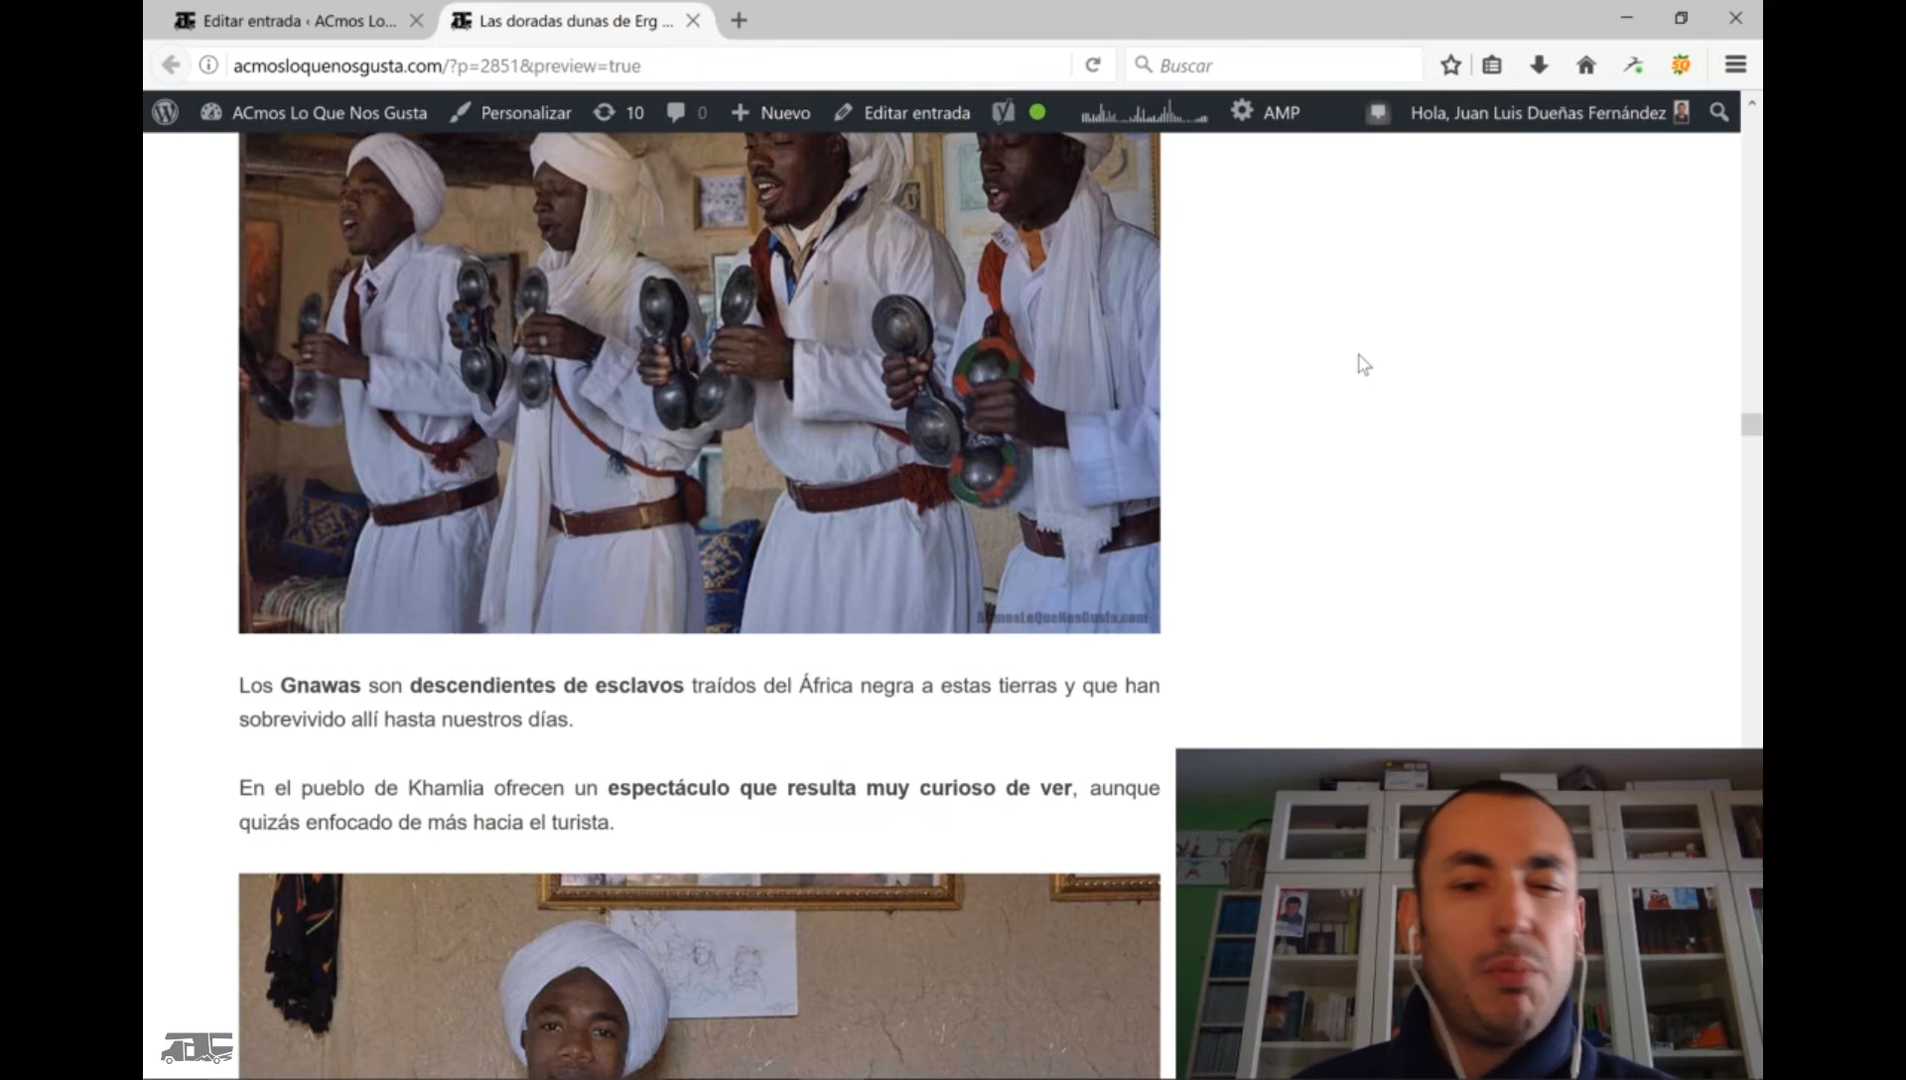 Editar entrada ‹ ACmos Lo...
Las doradas dunas de Erg ...
acmosloquenosgusta.com/?p=2851&preview=true
Buscar
ACmos Lo Que Nos Gusta
Personalizar
10
0
Nuevo
Editar entrada
AMP
Hola, Juan Luis Dueñas Fernández
AcmosLoQueNosGusta.com
Los Gnawas son descendientes de esclavos traídos del África negra a estas tierras y que han
sobrevivido allí hasta nuestros días.
En el pueblo de Khamlia ofrecen un espectáculo que resulta muy curioso de ver, aunque
quizás enfocado de más hacia el turista.